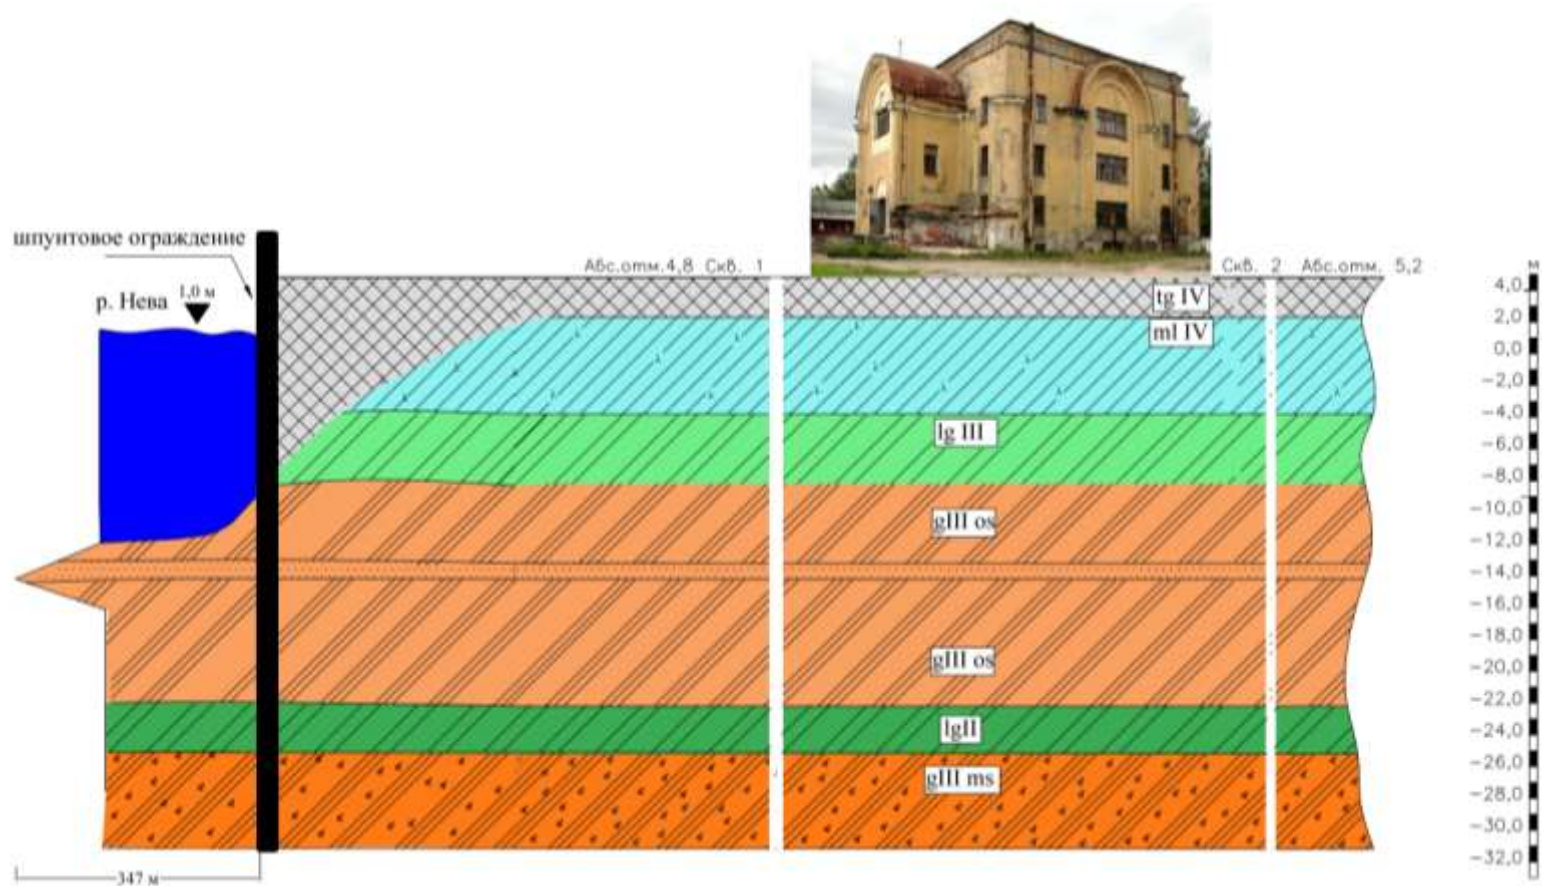 шпунтовое ограждение
Абс.отм.4,8 Скв. 1
Скв. 2 Абс.отм. 5,2
м
р. Нева
1,0 м
tg IV
ml IV
lg III
gIII os
gIII os
lgII
gIII ms
4,0
2,0
0,0
−2,0
−4,0
−6,0
−8,0
−10,0
−12,0
−14,0
−16,0
−18,0
−20,0
−22,0
−24,0
−26,0
−28,0
−30,0
−32,0
347 м